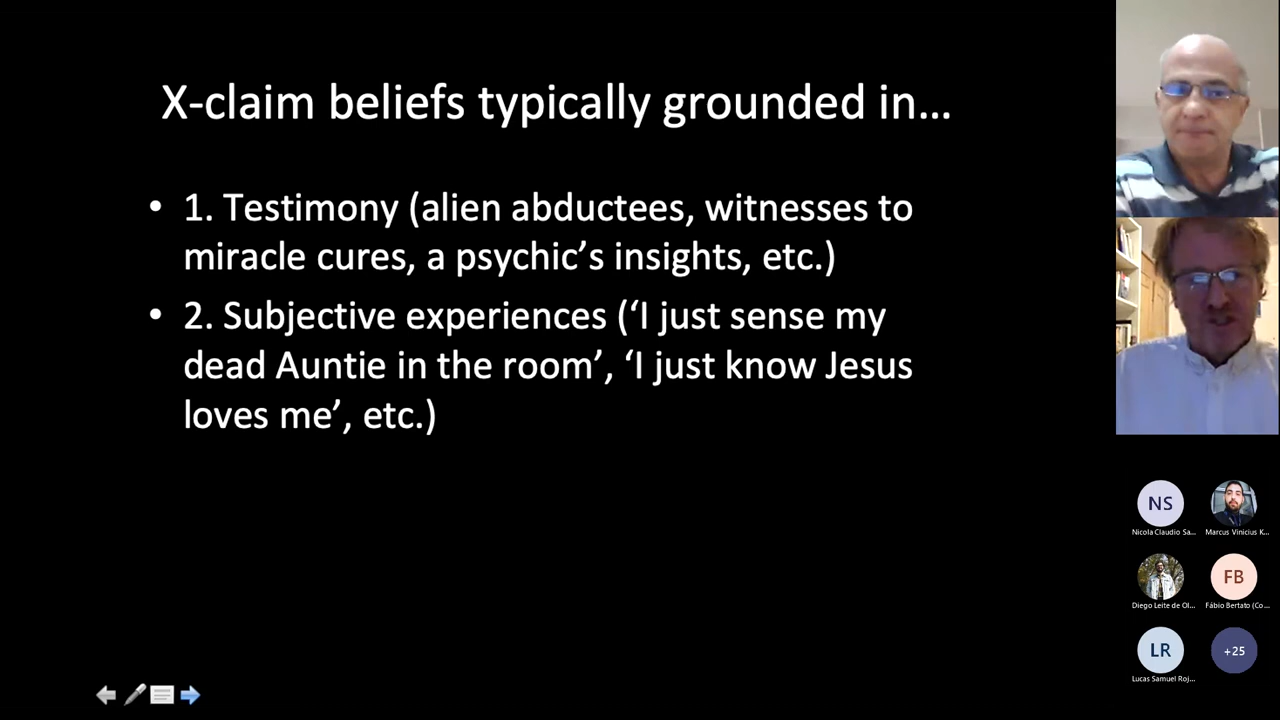 X-claim beliefs typically grounded in…
• 1. Testimony (alien abductees, witnesses to
miracle cures, a psychic’s insights, etc.)
• 2. Subjective experiences (‘I just sense my
dead Auntie in the room’, ‘I just know Jesus
loves me’, etc.)
NS
Nicola Claudio Sa...
Marcus Vinicius K...
Diego Leite de Ol...
FB
Fábio Bertato (Co...
LR
Lucas Samuel Roj...
+25